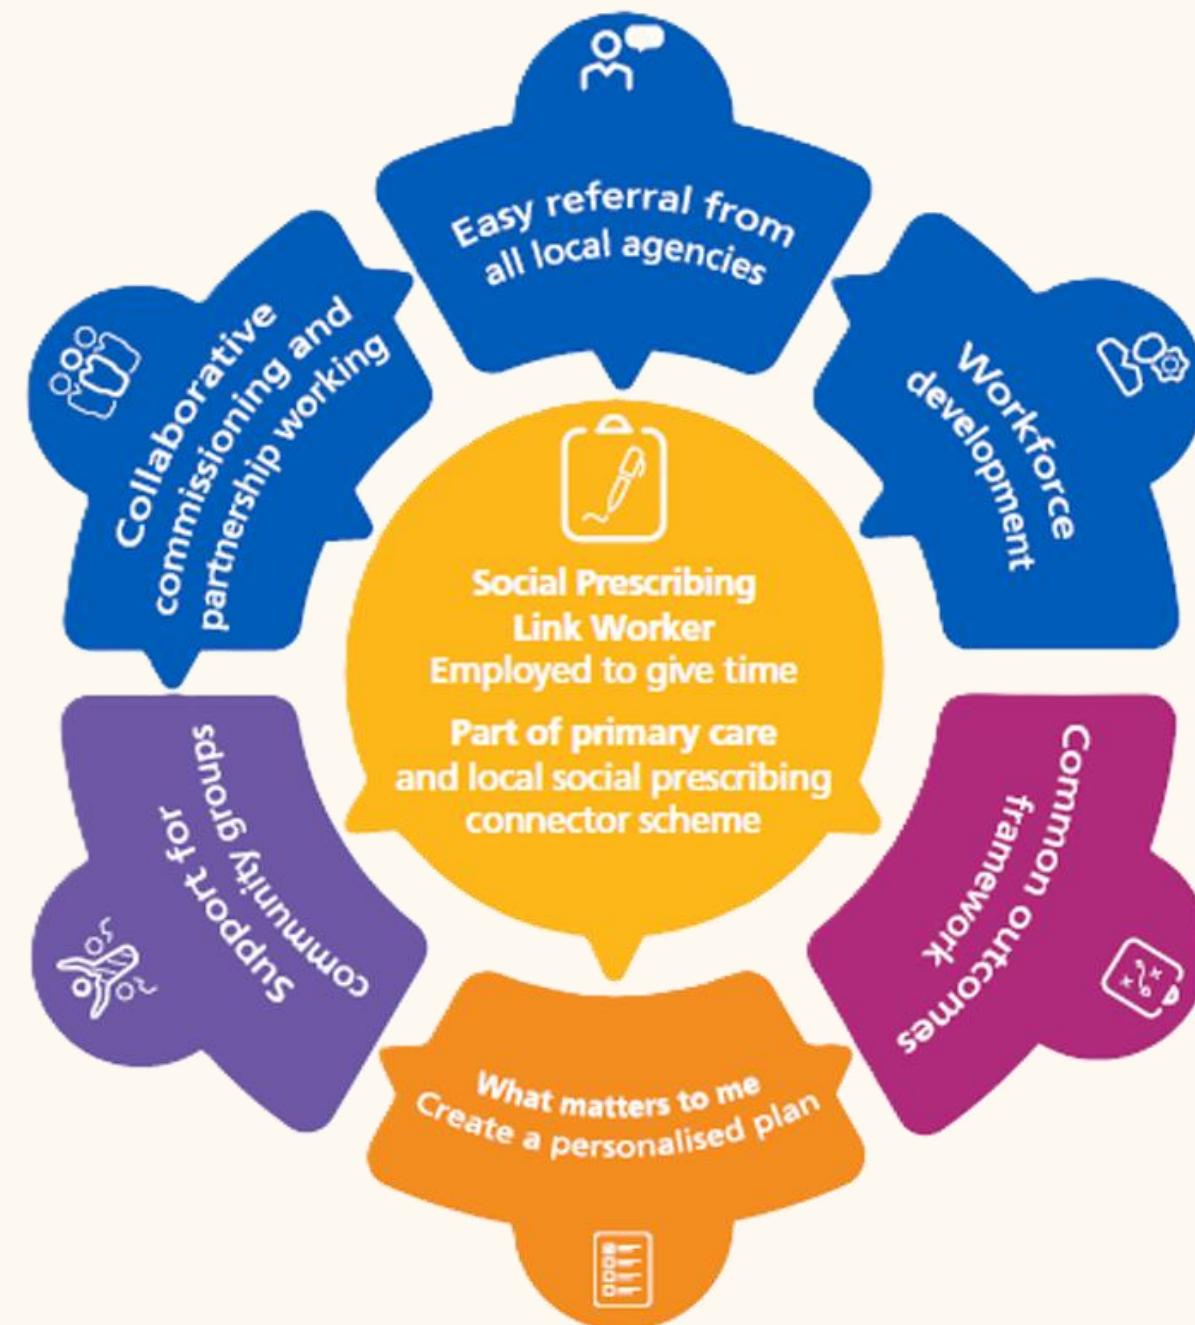 Easy referral from
all local agencies
Workforce
development
Common outcomes
framework
What matters to me
Create a personalised plan
Support for
community groups
Collaborative
commissioning and
partnership working
Social Prescribing
Link Worker
Employed to give time
Part of primary care
and local social prescribing
connector scheme